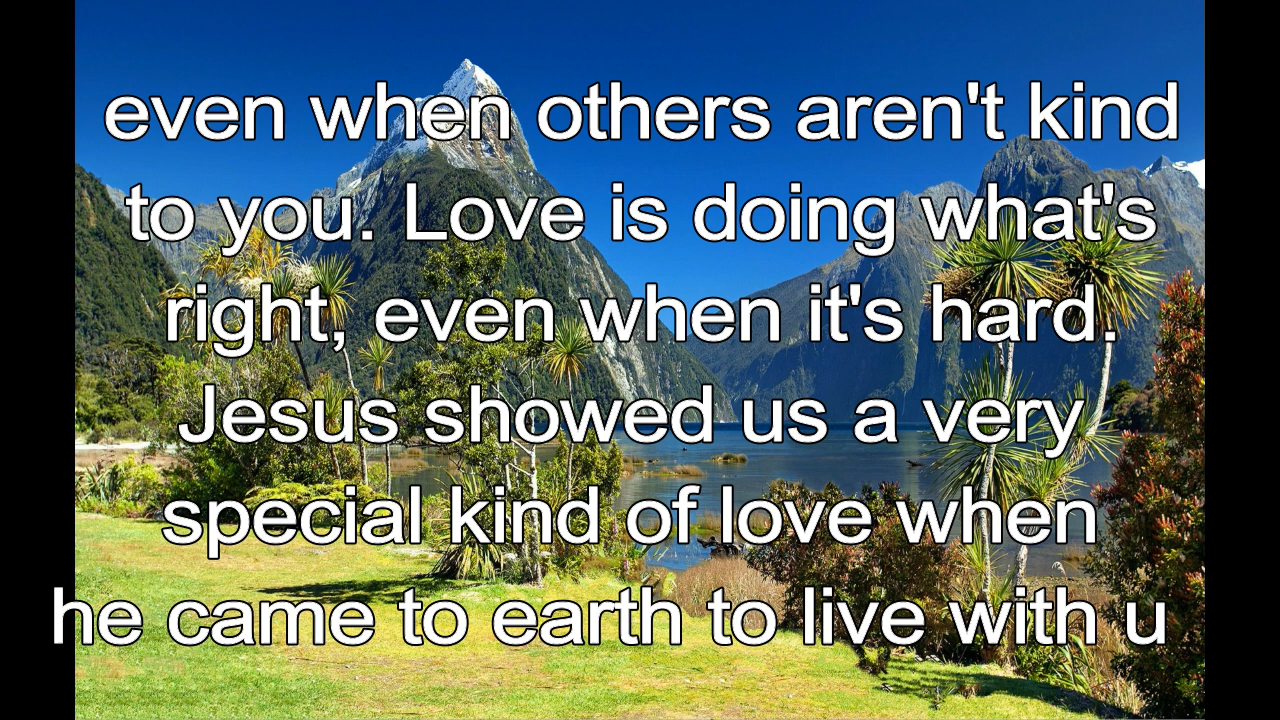 even when others aren't kind
to you. Love is doing what's
right, even when it's hard.
Jesus showed us a very
special kind of love when
he came to earth to live with u